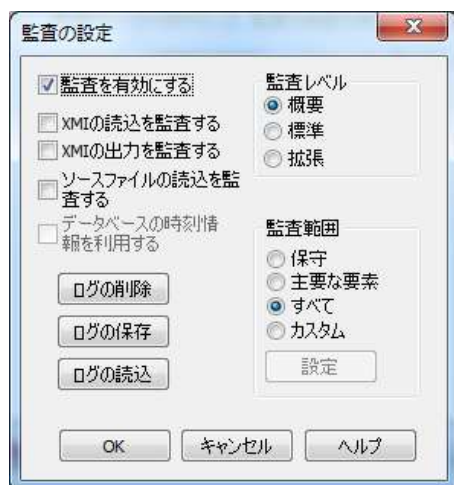 監査の設定
監査を有効にする
XMIの読込を監査する
XMIの出力を監査する
ソースファイルの読込を監
査する
データベースの時刻情
報を利用する
ログの削除
ログの保存
ログの読込
監査レベル
概要
標準
拡張
監査範囲
保守
主要な要素
すべて
カスタム
設定
OK
キャンセル
ヘルプ